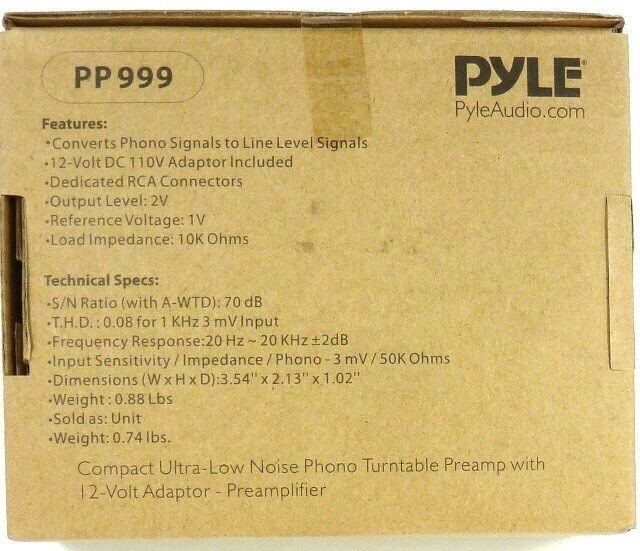 PP999
PYLE®
PyleAudio.com
Features:
•Converts Phono Signals to Line Level Signals
•12-Volt DC 110V Adaptor Included
•Dedicated RCA Connectors
•Output Level: 2V
•Reference Voltage: 1V
•Load Impedance: 10K Ohms
Technical Specs:
•S/N Ratio (with A-WTD): 70 dB
•T.H.D. : 0.08 for 1 KHz 3 mV Input
•Frequency Response:20 Hz ~ 20 KHz ±2dB
•Input Sensitivity / Impedance / Phono - 3 mV / 50K Ohms
•Dimensions (W x H x D):3.54'' x 2.13'' x 1.02''
•Weight : 0.88 Lbs
•Sold as: Unit
•Weight: 0.74 lbs.
Compact Ultra-Low Noise Phono Turntable Preamp with
12-Volt Adaptor - Preamplifier